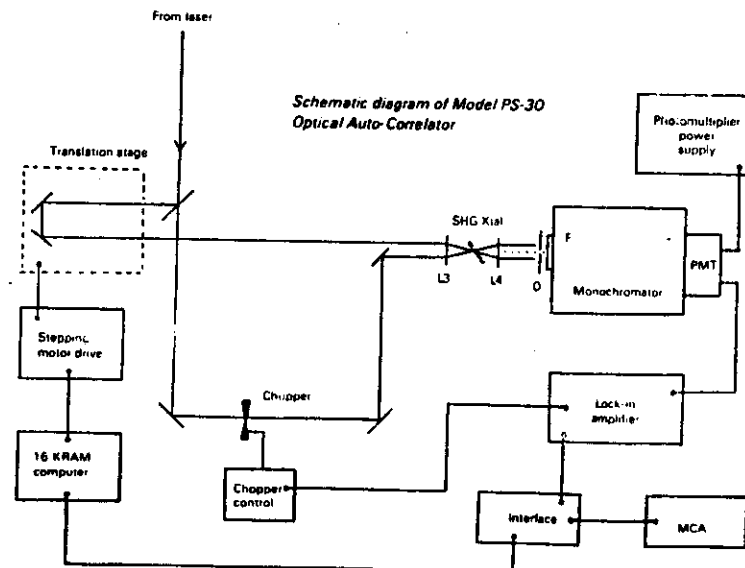 From laser
Schematic diagram of Model PS-30
Optical Auto-Correlator
Photomultiplier
power
supply
Translation stage
SHG Xtal
F
PMT
L3
L4
O
Monochromator
Stepping
motor drive
Chopper
Lock-in
amplifier
16 KRAM
computer
Chopper
control
Interface
MCA